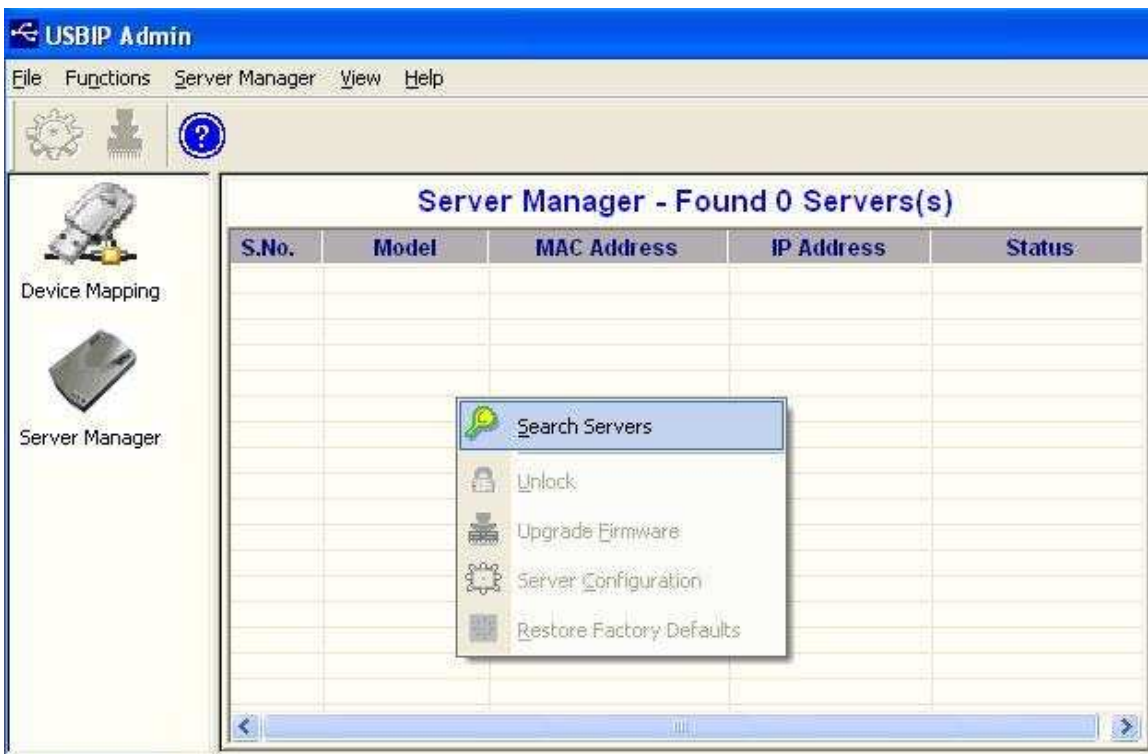 USBIP Admin
File Functions Server Manager View Help
?
Server Manager - Found 0 Servers(s)
S.No. Model MAC Address IP Address Status
Device Mapping
Server Manager
Search Servers
Unlock
Upgrade Firmware
Server Configuration
Restore Factory Defaults